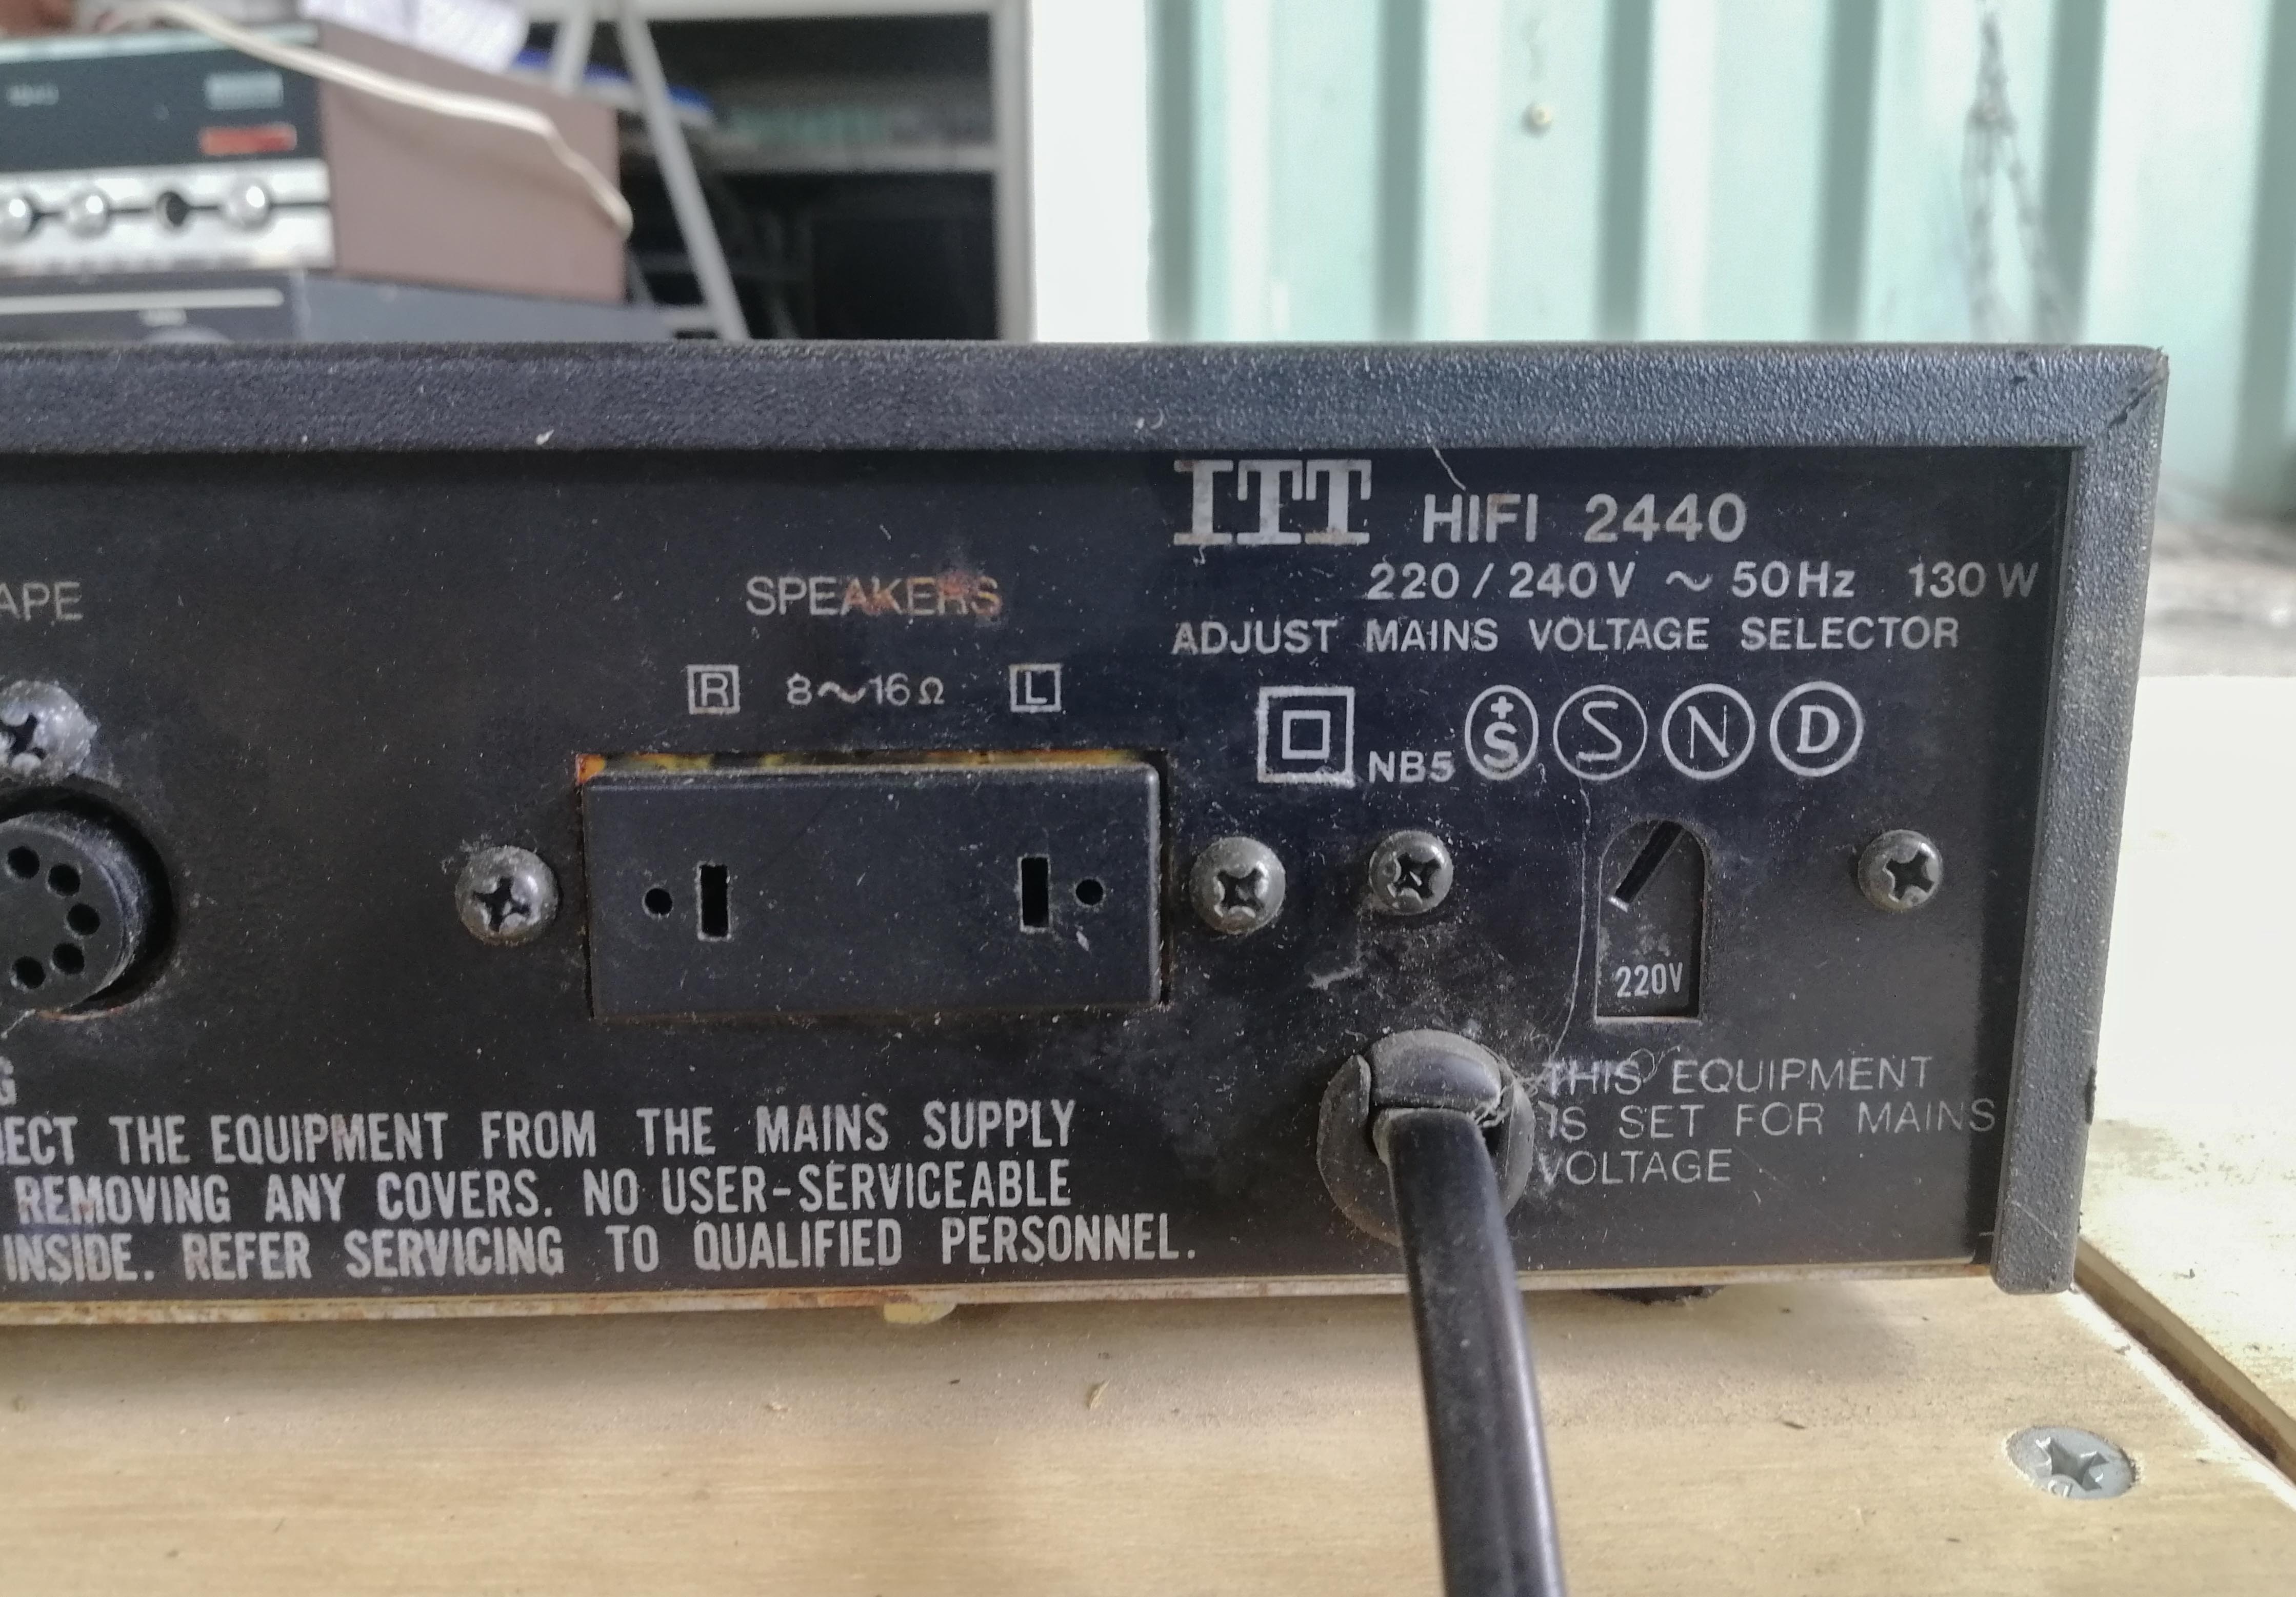 ITT HIFI 2440
220/240V ~ 50Hz 130W
ADJUST MAINS VOLTAGE SELECTOR
NB5 +S S N D
APE
SPEAKERS
R 8~16Ω L
220V
THIS EQUIPMENT
IS SET FOR MAINS
VOLTAGE
G
ECT THE EQUIPMENT FROM THE MAINS SUPPLY
REMOVING ANY COVERS. NO USER-SERVICEABLE
INSIDE. REFER SERVICING TO QUALIFIED PERSONNEL.